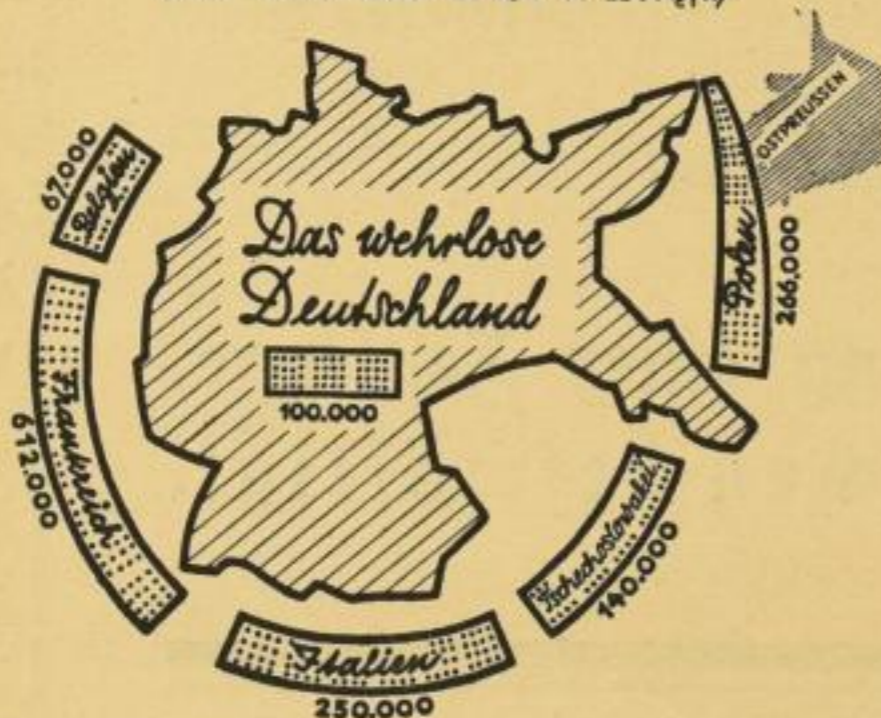 OSTPREUSSEN
67.000
Belgien
Das wehrlose
Deutschland
Polen
266,000
100.000
Frankreich
612.000
Tschechoslowakei
140.000
Italien
250.000